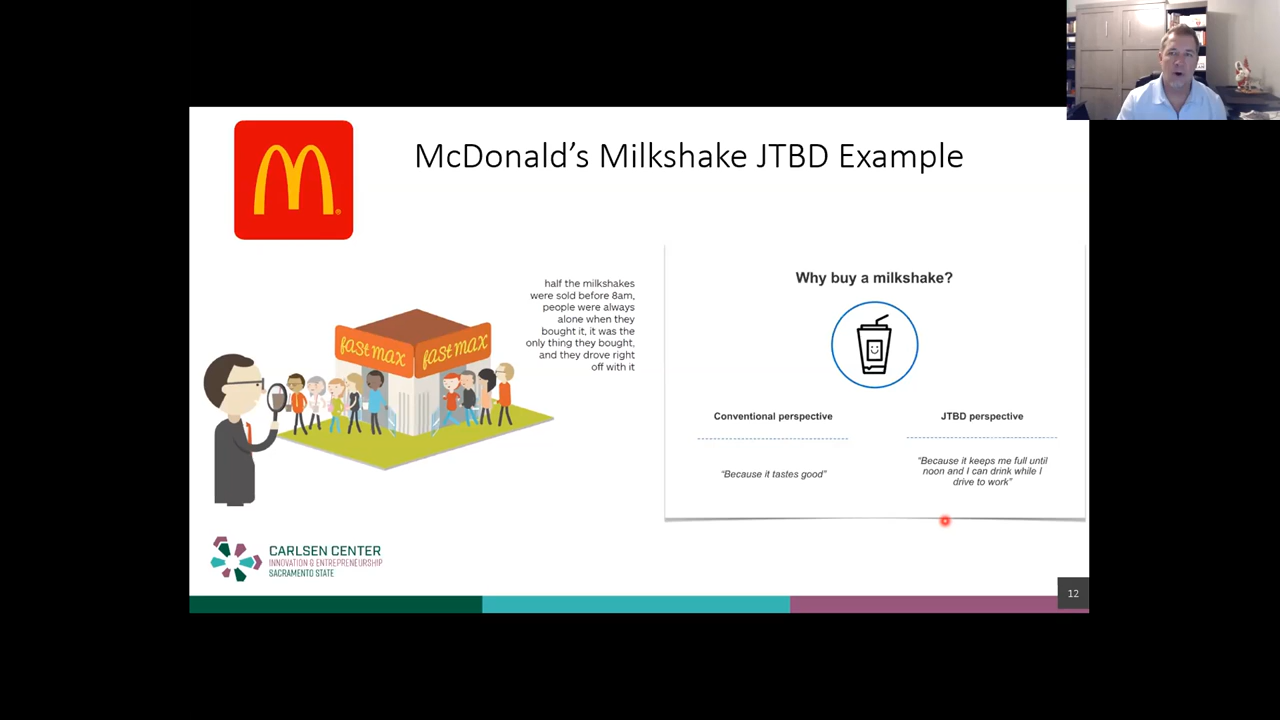 McDonald's Milkshake JTBD Example
half the milkshakes
were sold before 8am,
people were always
alone when they
bought it, it was the
only thing they bought,
and they drove right
off with it
fast max
fast max
Why buy a milkshake?
Conventional perspective
"Because it tastes good"
JTBD perspective
"Because it keeps me full until
noon and I can drink while I
drive to work"
CARLSEN CENTER
INNOVATION & ENTREPRENEURSHIP
SACRAMENTO STATE
12